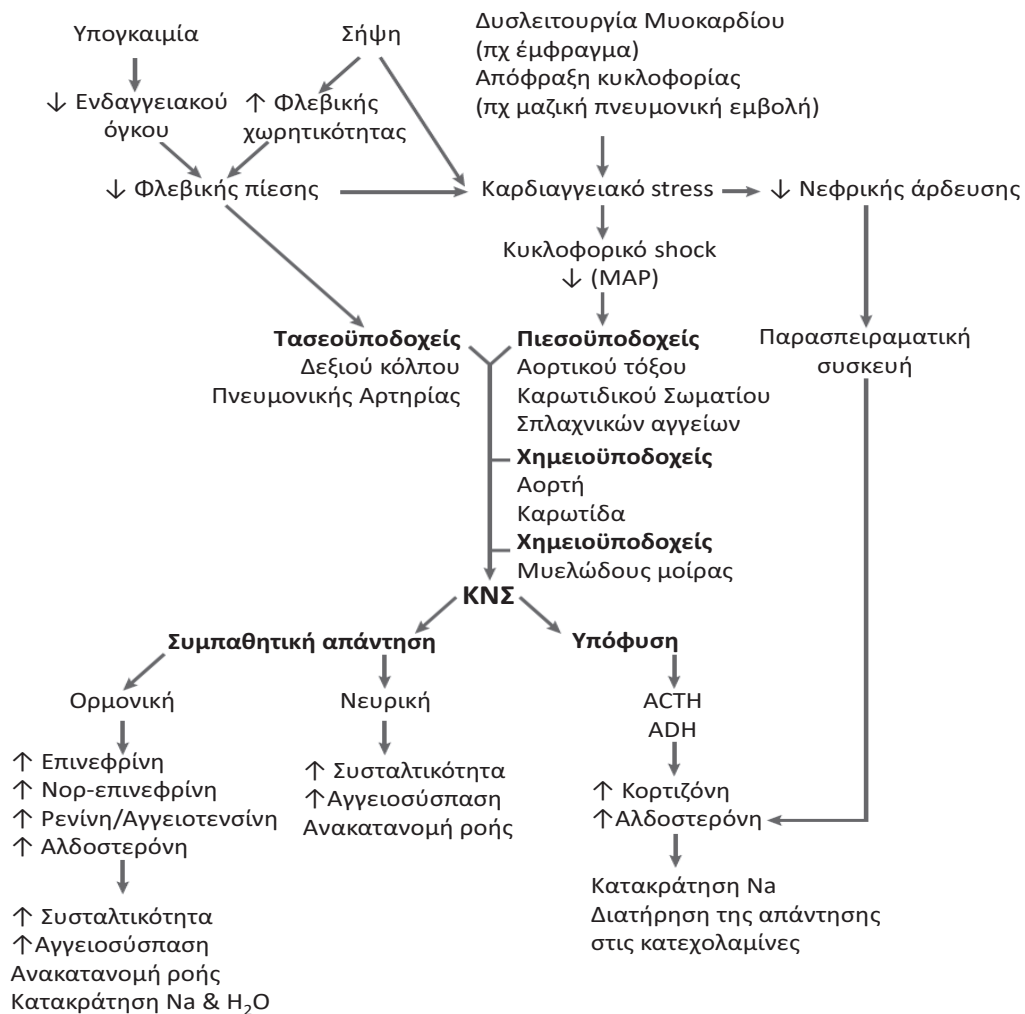 Υπογκαιμία
Σήψη
Δυσλειτουργία Μυοκαρδίου
(πχ έμφραγμα)
Απόφραξη κυκλοφορίας
(πχ μαζική πνευμονική εμβολή)
↓ Ενδαγγειακού
όγκου
↑ Φλεβικής
χωρητικότητας
↓ Φλεβικής πίεσης
Καρδιαγγειακό stress
↓ Νεφρικής άρδευσης
Κυκλοφορικό shock
↓ (MAP)
Τασεοϋποδοχείς
Δεξιού κόλπου
Πνευμονικής Αρτηρίας
Πιεσοϋποδοχείς
Αορτικού τόξου
Καρωτιδικού Σωματίου
Σπλαχνικών αγγείων
Παρασπειραματική
συσκευή
Χημειοϋποδοχείς
Αορτή
Καρωτίδα
Χημειοϋποδοχείς
Μυελώδους μοίρας
ΚΝΣ
Συμπαθητική απάντηση
Υπόφυση
Ορμονική
Νευρική
ACTH
ADH
↑ Επινεφρίνη
↑ Νορ-επινεφρίνη
↑ Ρενίνη/Αγγειοτενσίνη
↑ Αλδοστερόνη
↑ Συσταλτικότητα
↑Αγγειοσύσπαση
Ανακατανομή ροής
↑ Κορτιζόνη
↑Αλδοστερόνη
↑ Συσταλτικότητα
↑Αγγειοσύσπαση
Ανακατανομή ροής
Κατακράτηση Na & H₂O
Κατακράτηση Na
Διατήρηση της απάντησης
στις κατεχολαμίνες